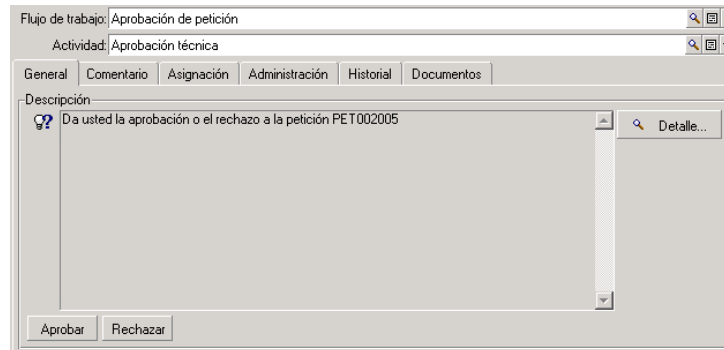 Flujo de trabajo: Aprobación de petición
Actividad: Aprobación técnica
General Comentario Asignación Administración Historial Documentos
Descripción
Da usted la aprobación o el rechazo a la petición PET002005
Detalle...
Aprobar Rechazar